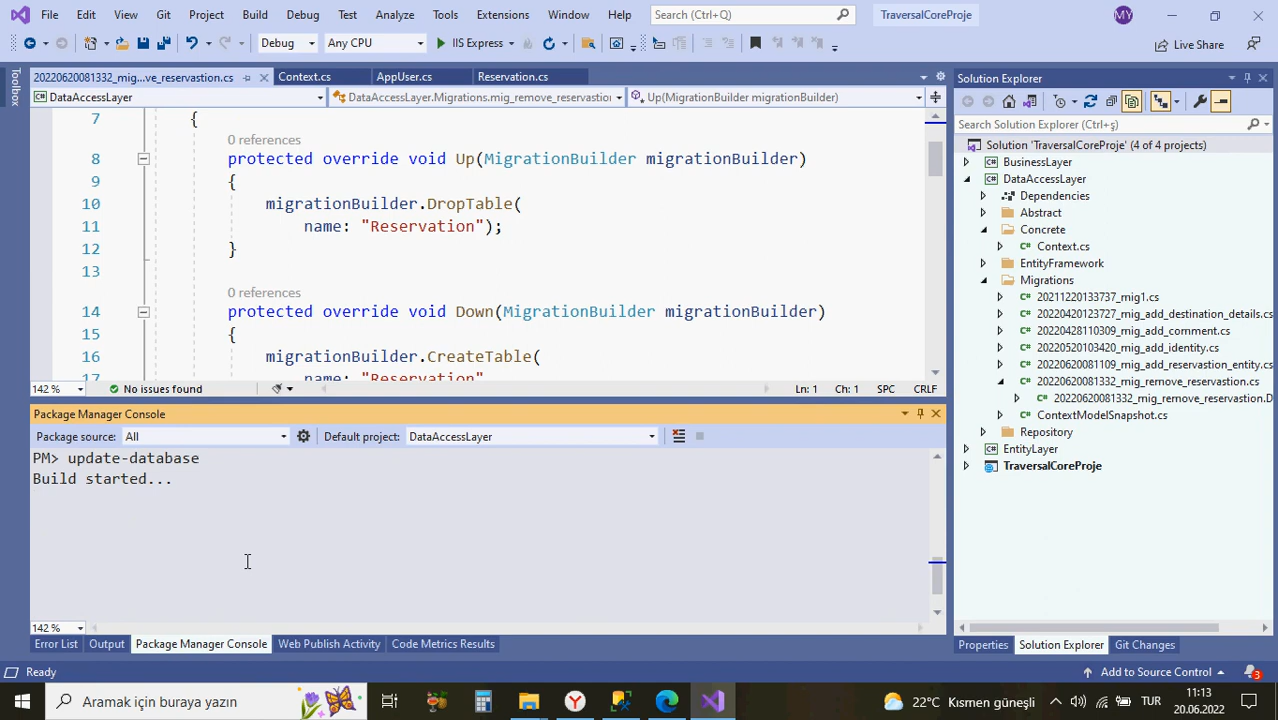 File Edit View Git Project Build Debug Test Analyze Tools Extensions Window Help Search (Ctrl+Q) TraversalCoreProje MY
Debug Any CPU IIS Express Live Share
Toolbox
20220620081332_mig...ve_reservastion.cs Context.cs AppUser.cs Reservation.cs
DataAccessLayer DataAccessLayer.Migrations.mig_remove_reservastion Up(MigrationBuilder migrationBuilder)
7 {
0 references
8 protected override void Up(MigrationBuilder migrationBuilder)
9 {
10 migrationBuilder.DropTable(
11 name: "Reservation");
12 }
13
0 references
14 protected override void Down(MigrationBuilder migrationBuilder)
15 {
16 migrationBuilder.CreateTable(
17 name: "Reservation"
142 % No issues found Ln: 1 Ch: 1 SPC CRLF
Package Manager Console
Package source: All Default project: DataAccessLayer
PM> update-database
Build started...
142 %
Error List Output Package Manager Console Web Publish Activity Code Metrics Results
Solution Explorer
Search Solution Explorer (Ctrl+ş)
Solution 'TraversalCoreProje' (4 of 4 projects)
BusinessLayer
DataAccessLayer
Dependencies
Abstract
Concrete
Context.cs
EntityFramework
Migrations
20211220133737_mig1.cs
20220420123727_mig_add_destination_details.cs
20220428110309_mig_add_comment.cs
20220520103420_mig_add_identity.cs
20220620081109_mig_add_reservastion_entity.cs
20220620081332_mig_remove_reservastion.cs
20220620081332_mig_remove_reservastion.D
ContextModelSnapshot.cs
Repository
EntityLayer
TraversalCoreProje
Properties Solution Explorer Git Changes
Ready Add to Source Control 3
Aramak için buraya yazın 22°C Kısmen güneşli TUR 11:13
20.06.2022